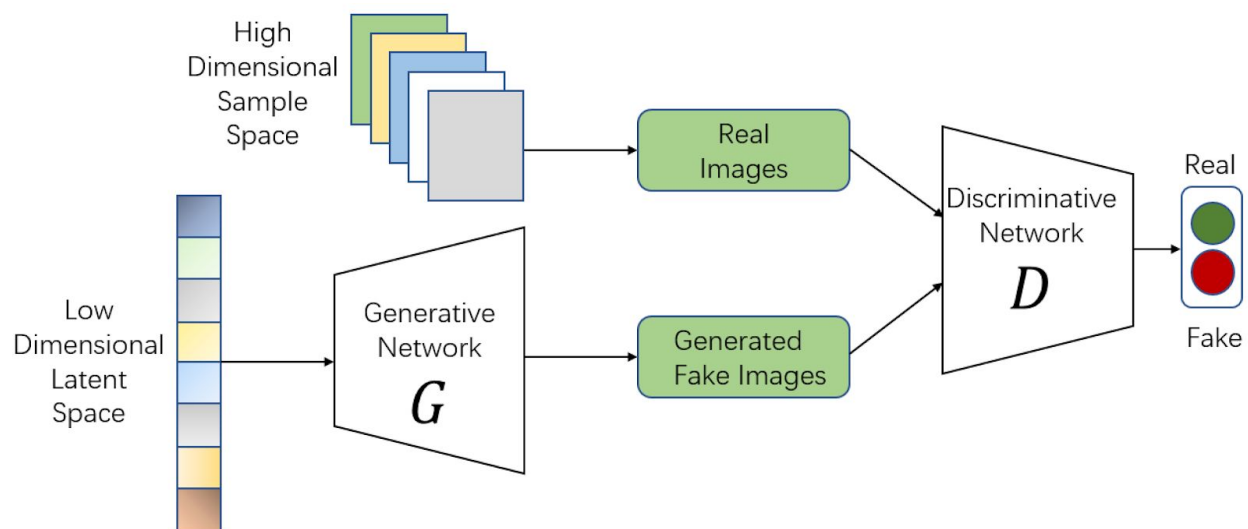 High
Dimensional
Sample
Space
Real
Images
Real
Discriminative
Network
D
Fake
Low
Dimensional
Latent
Space
Generative
Network
G
Generated
Fake Images